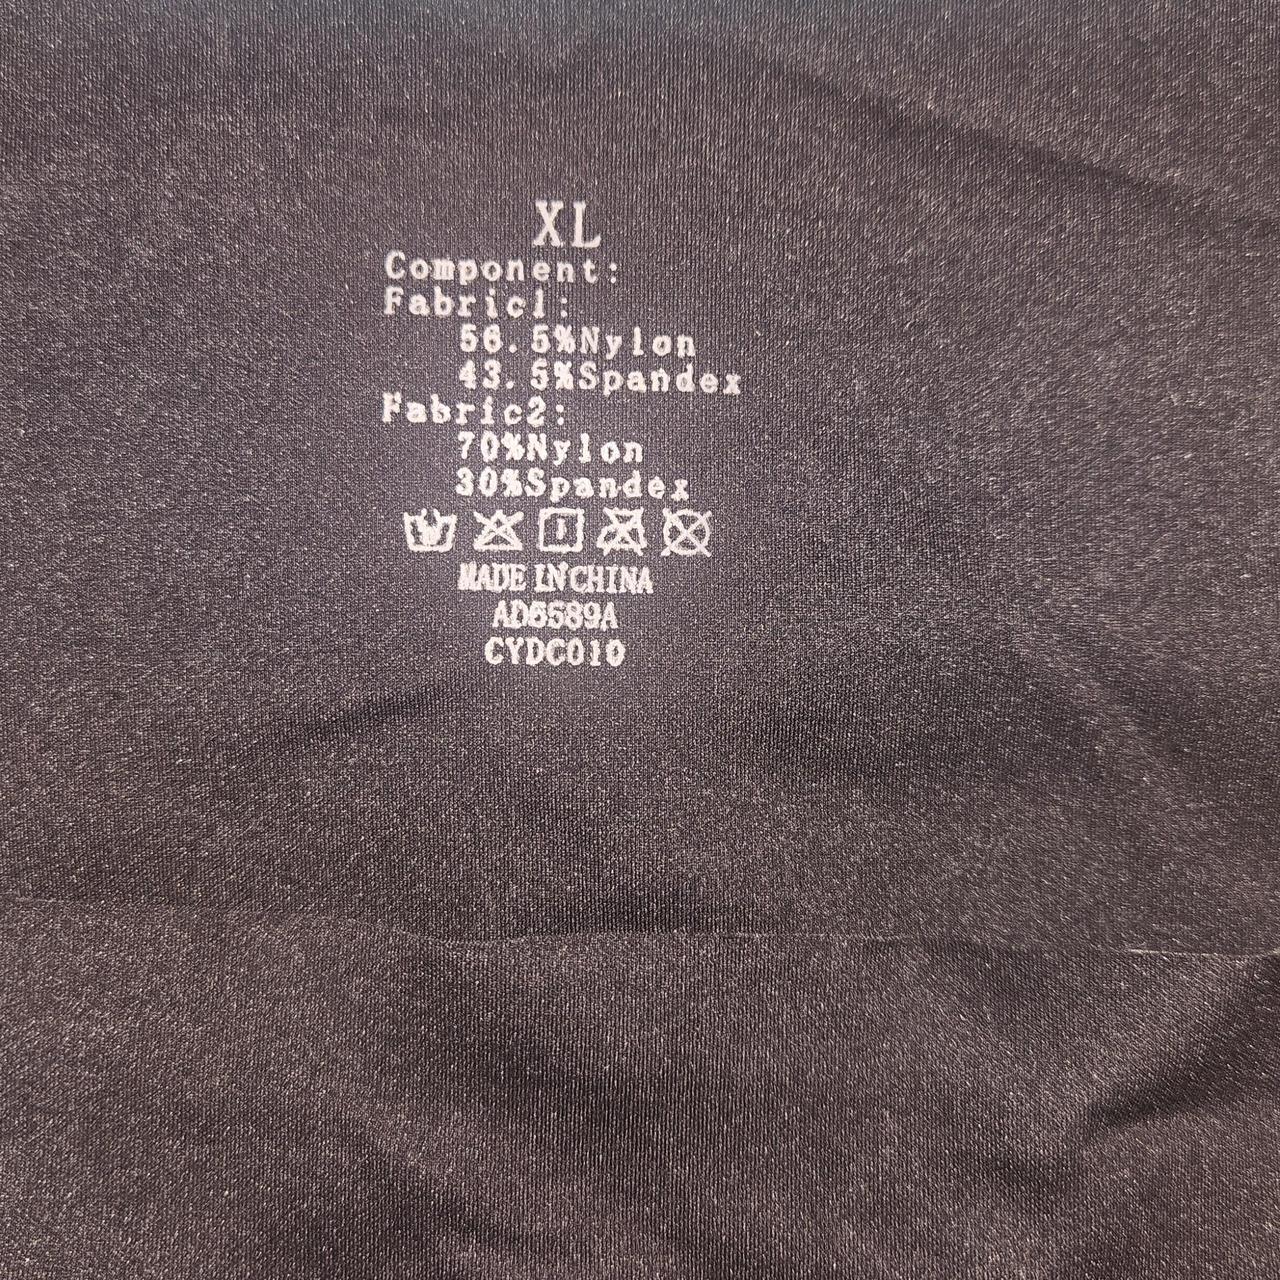 XL
Component:
Fabric1:
56.5%Nylon
43.5%Spandex
Fabric2:
70%Nylon
30%Spandex
MADE IN CHINA
AD6589A
CYDC010